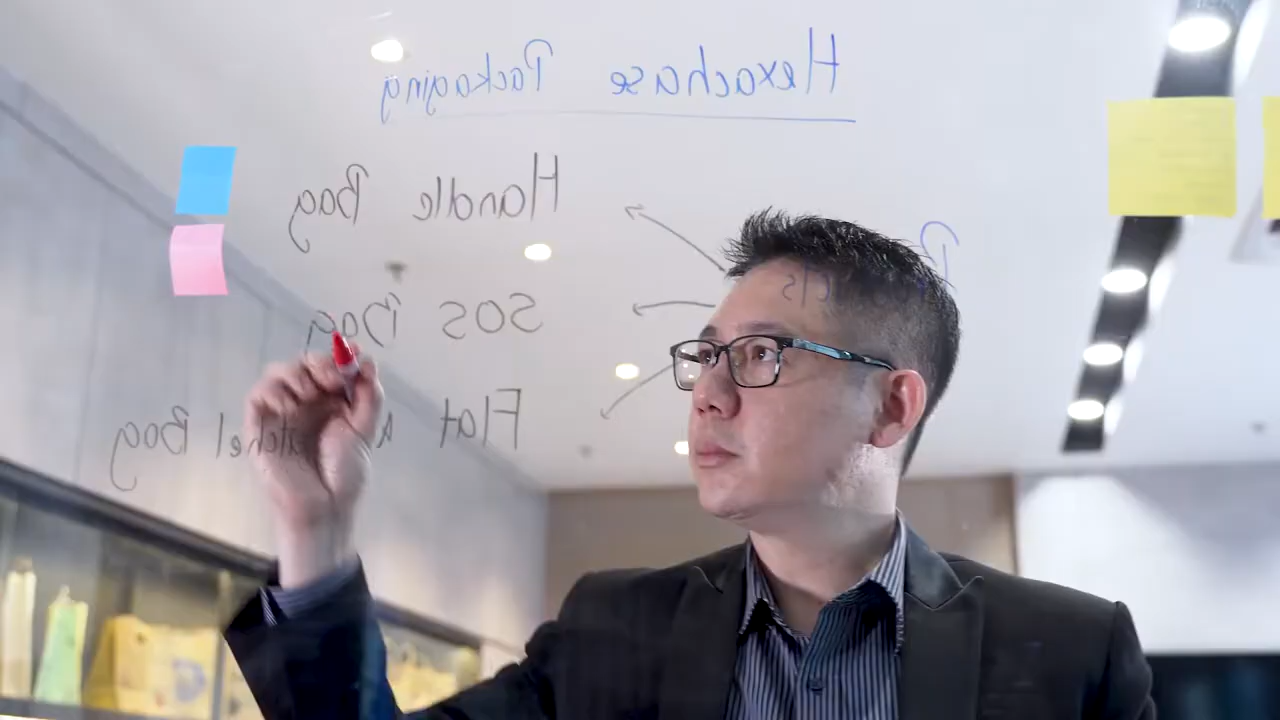 Hexachase Packaging
Handle Bag
SOS Bag
Flat
Bag